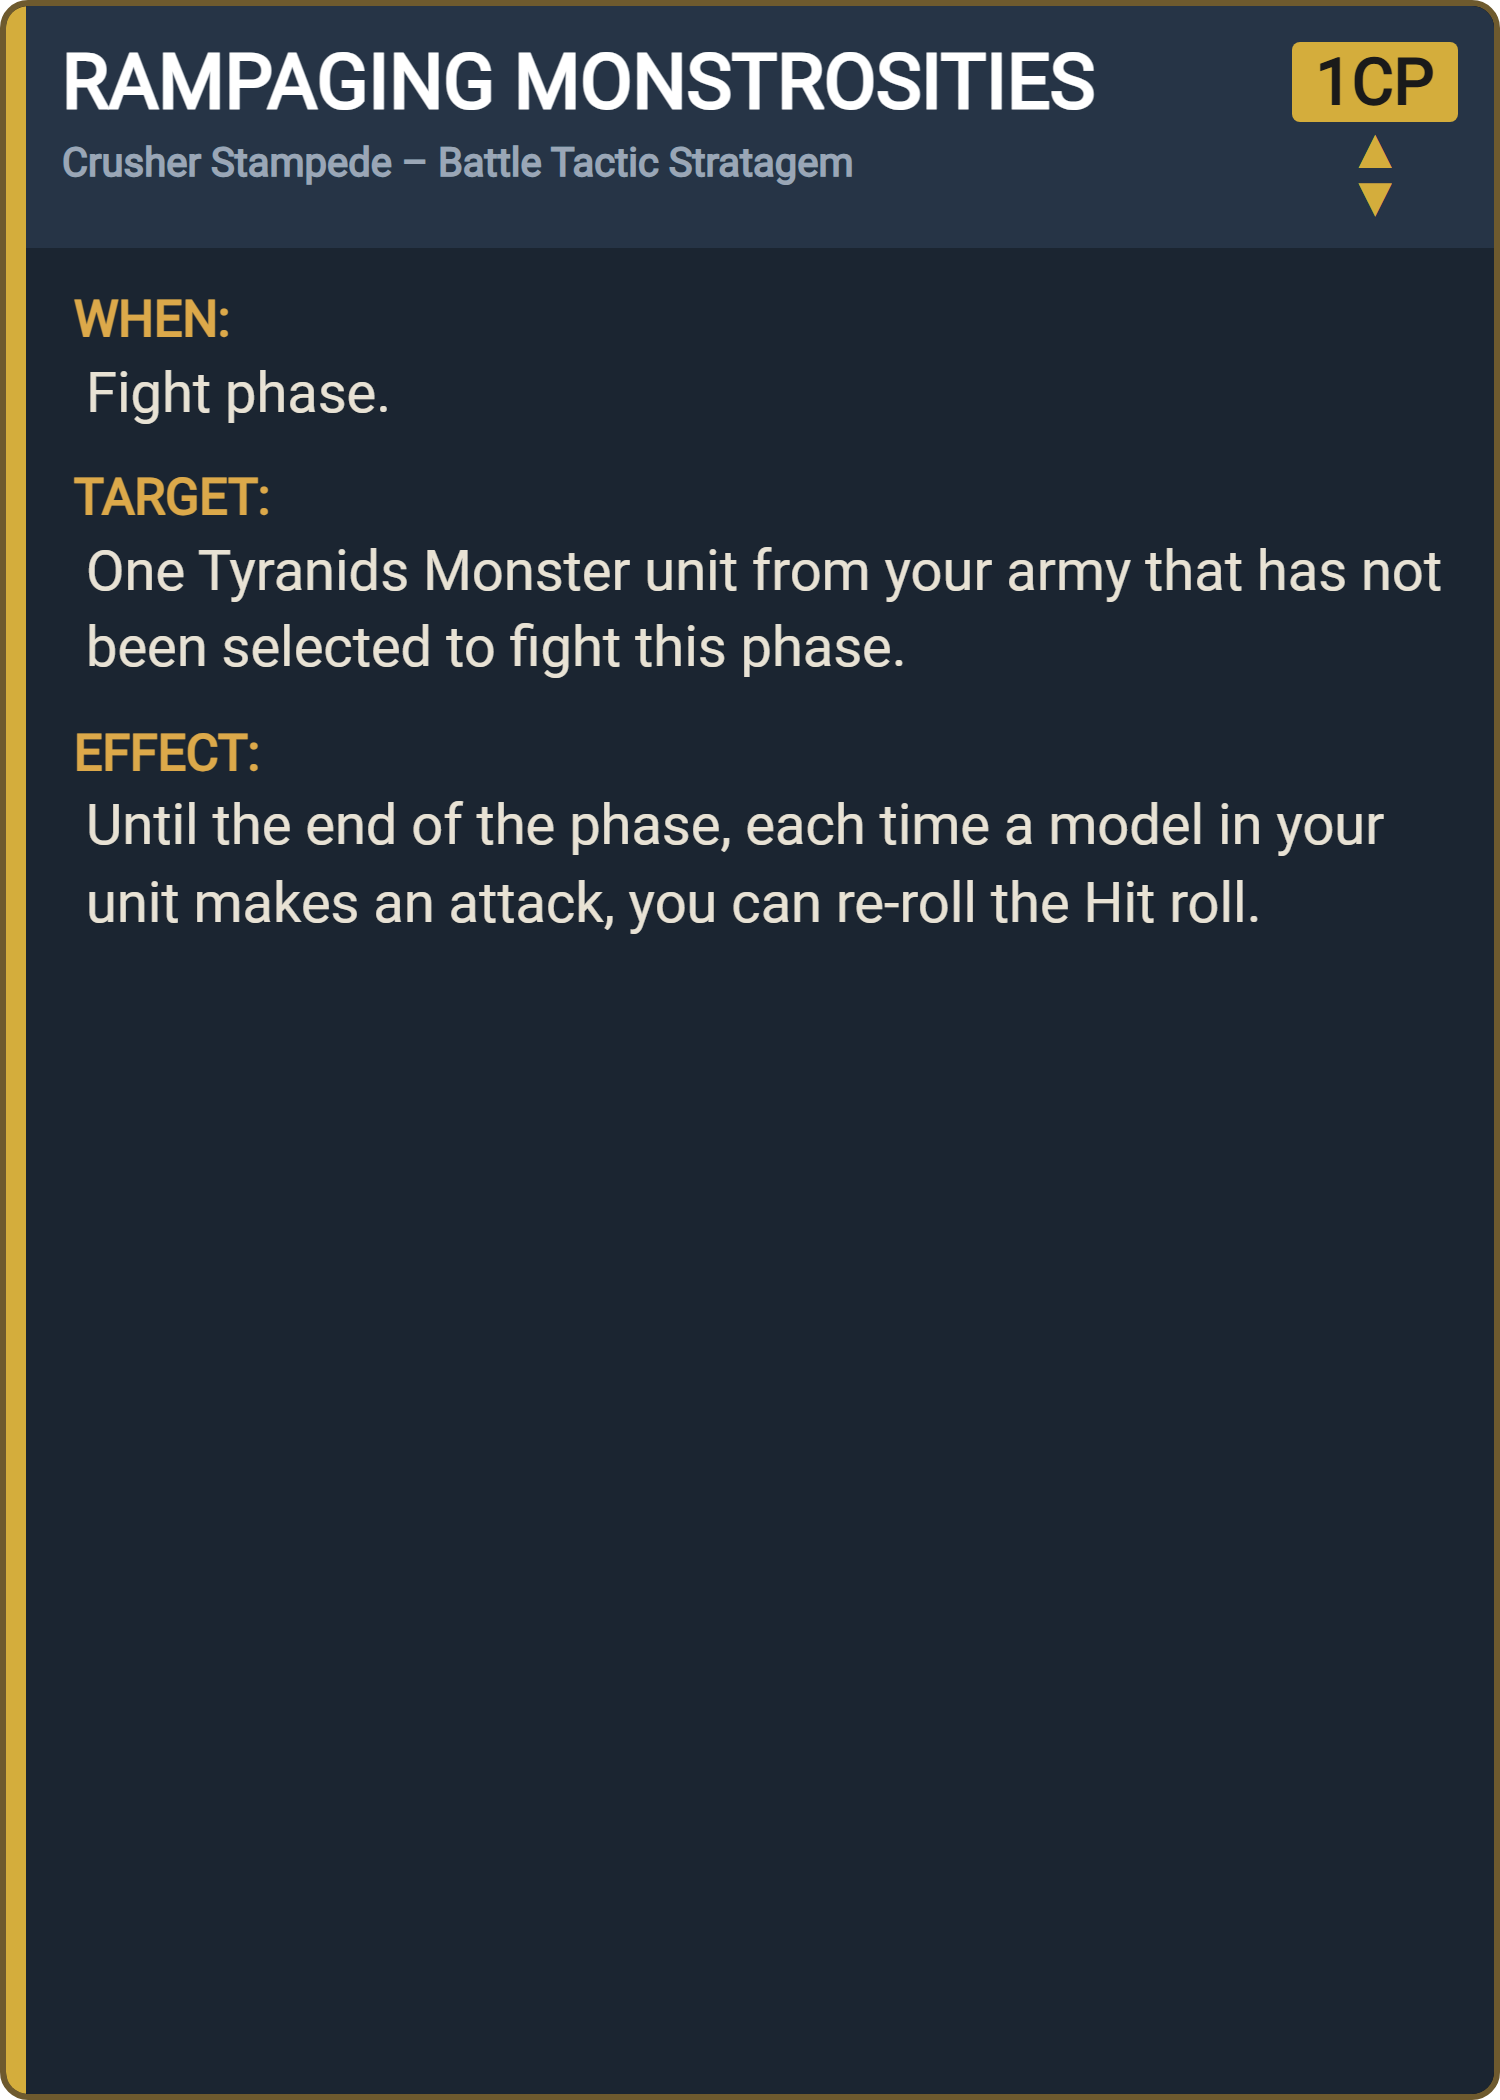 RAMPAGING MONSTROSITIES
1CP
Crusher Stampede – Battle Tactic Stratagem
▲
▼
WHEN:
Fight phase.
TARGET:
One Tyranids Monster unit from your army that has not
been selected to fight this phase.
EFFECT:
Until the end of the phase, each time a model in your
unit makes an attack, you can re-roll the Hit roll.